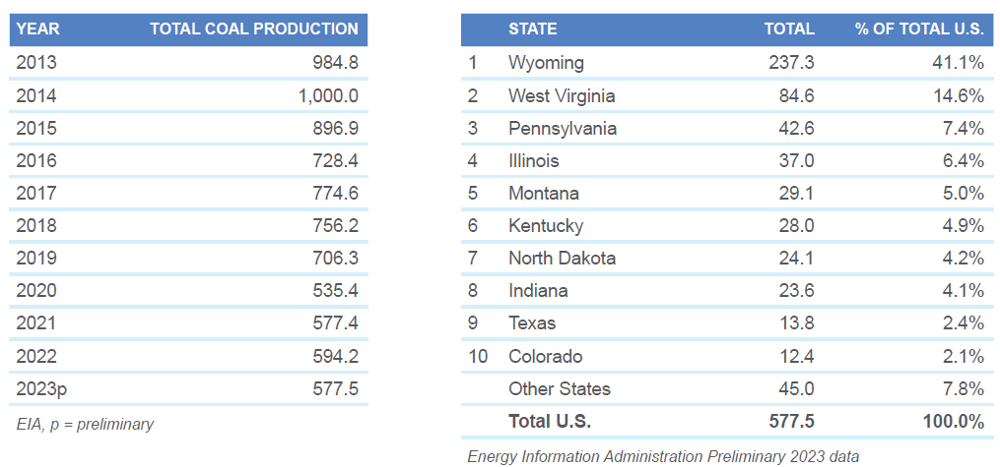 YEAR TOTAL COAL PRODUCTION
2013 984.8
2014 1,000.0
2015 896.9
2016 728.4
2017 774.6
2018 756.2
2019 706.3
2020 535.4
2021 577.4
2022 594.2
2023p 577.5
EIA, p = preliminary
STATE TOTAL % OF TOTAL U.S.
1 Wyoming 237.3 41.1%
2 West Virginia 84.6 14.6%
3 Pennsylvania 42.6 7.4%
4 Illinois 37.0 6.4%
5 Montana 29.1 5.0%
6 Kentucky 28.0 4.9%
7 North Dakota 24.1 4.2%
8 Indiana 23.6 4.1%
9 Texas 13.8 2.4%
10 Colorado 12.4 2.1%
Other States 45.0 7.8%
Total U.S. 577.5 100.0%
Energy Information Administration Preliminary 2023 data